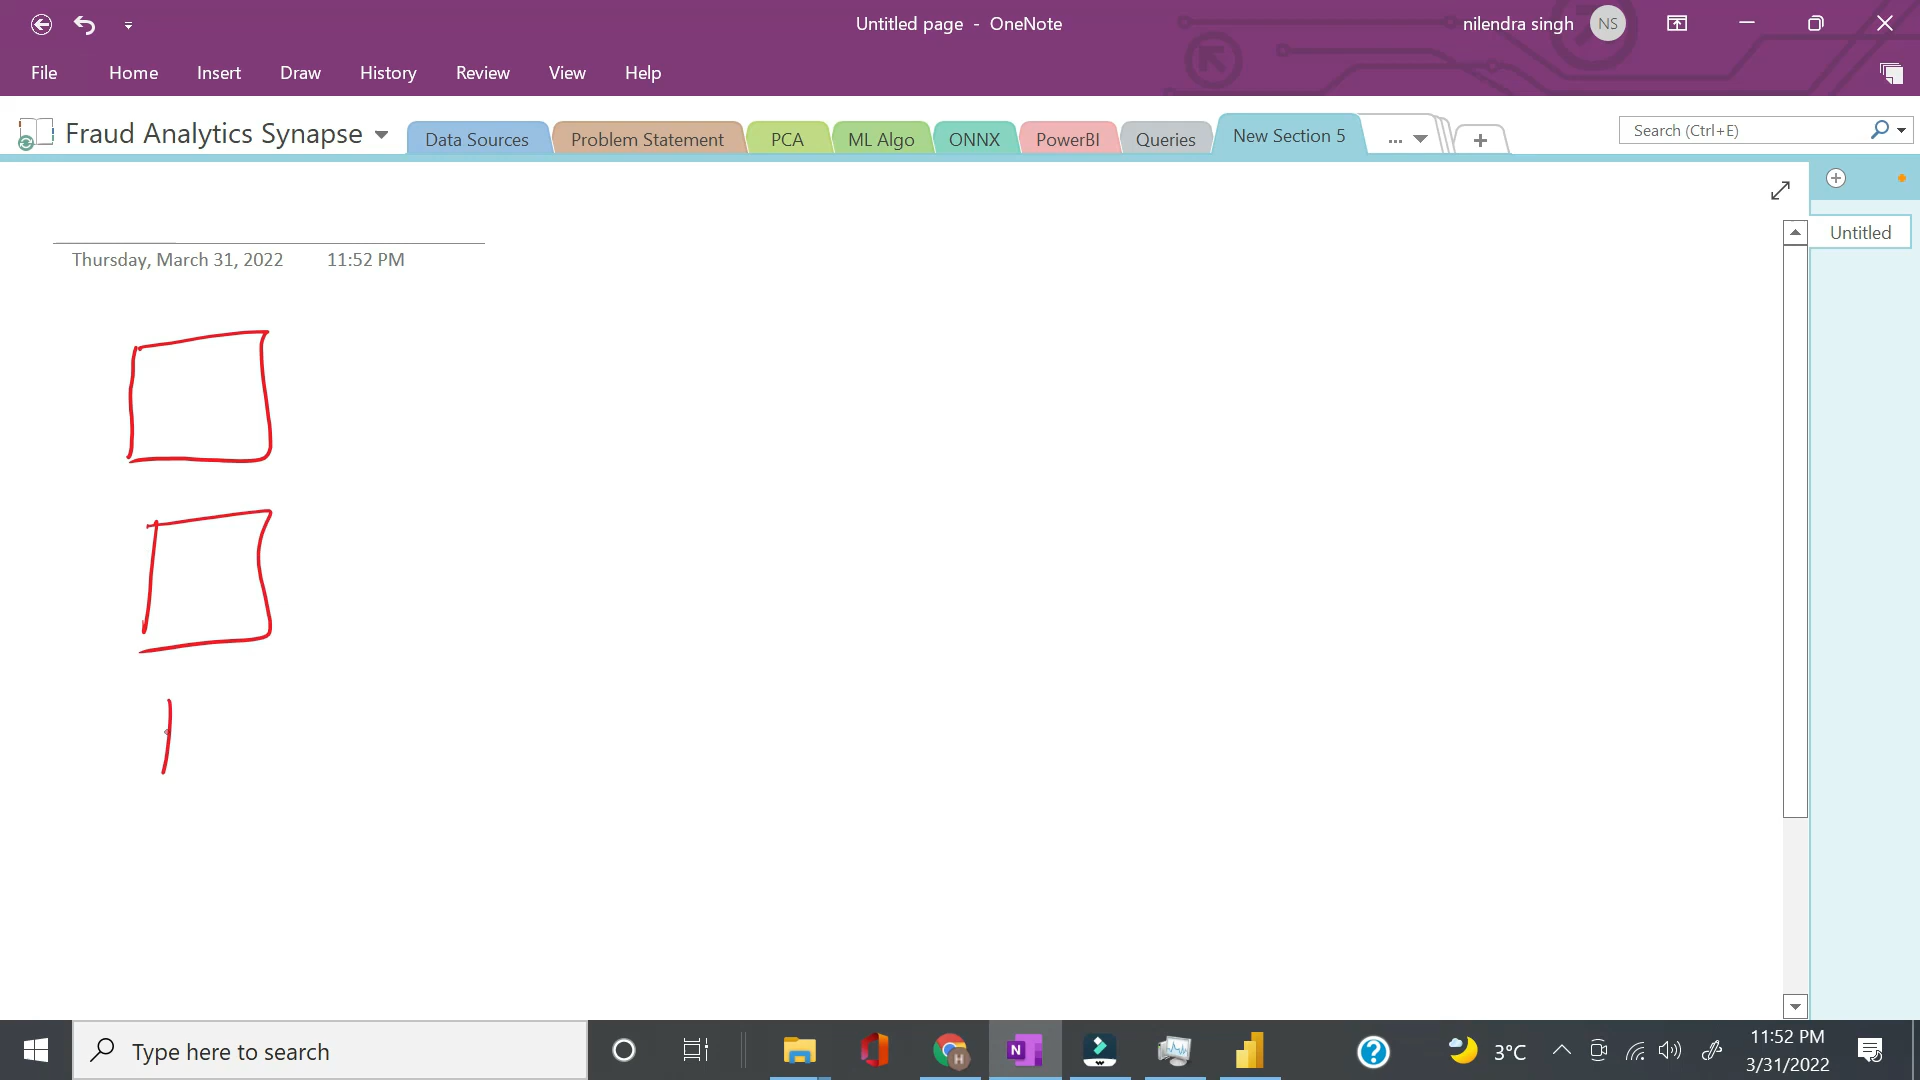 Untitled page - OneNote
nilendra singh
NS
File
Home
Insert
Draw
History
Review
View
Help
Fraud Analytics Synapse
Data Sources
Problem Statement
PCA
ML Algo
ONNX
PowerBI
Queries
New Section 5
...
Search (Ctrl+E)
Untitled
Thursday, March 31, 2022 11:52 PM
Type here to search
H
N
3°C
11:52 PM
3/31/2022